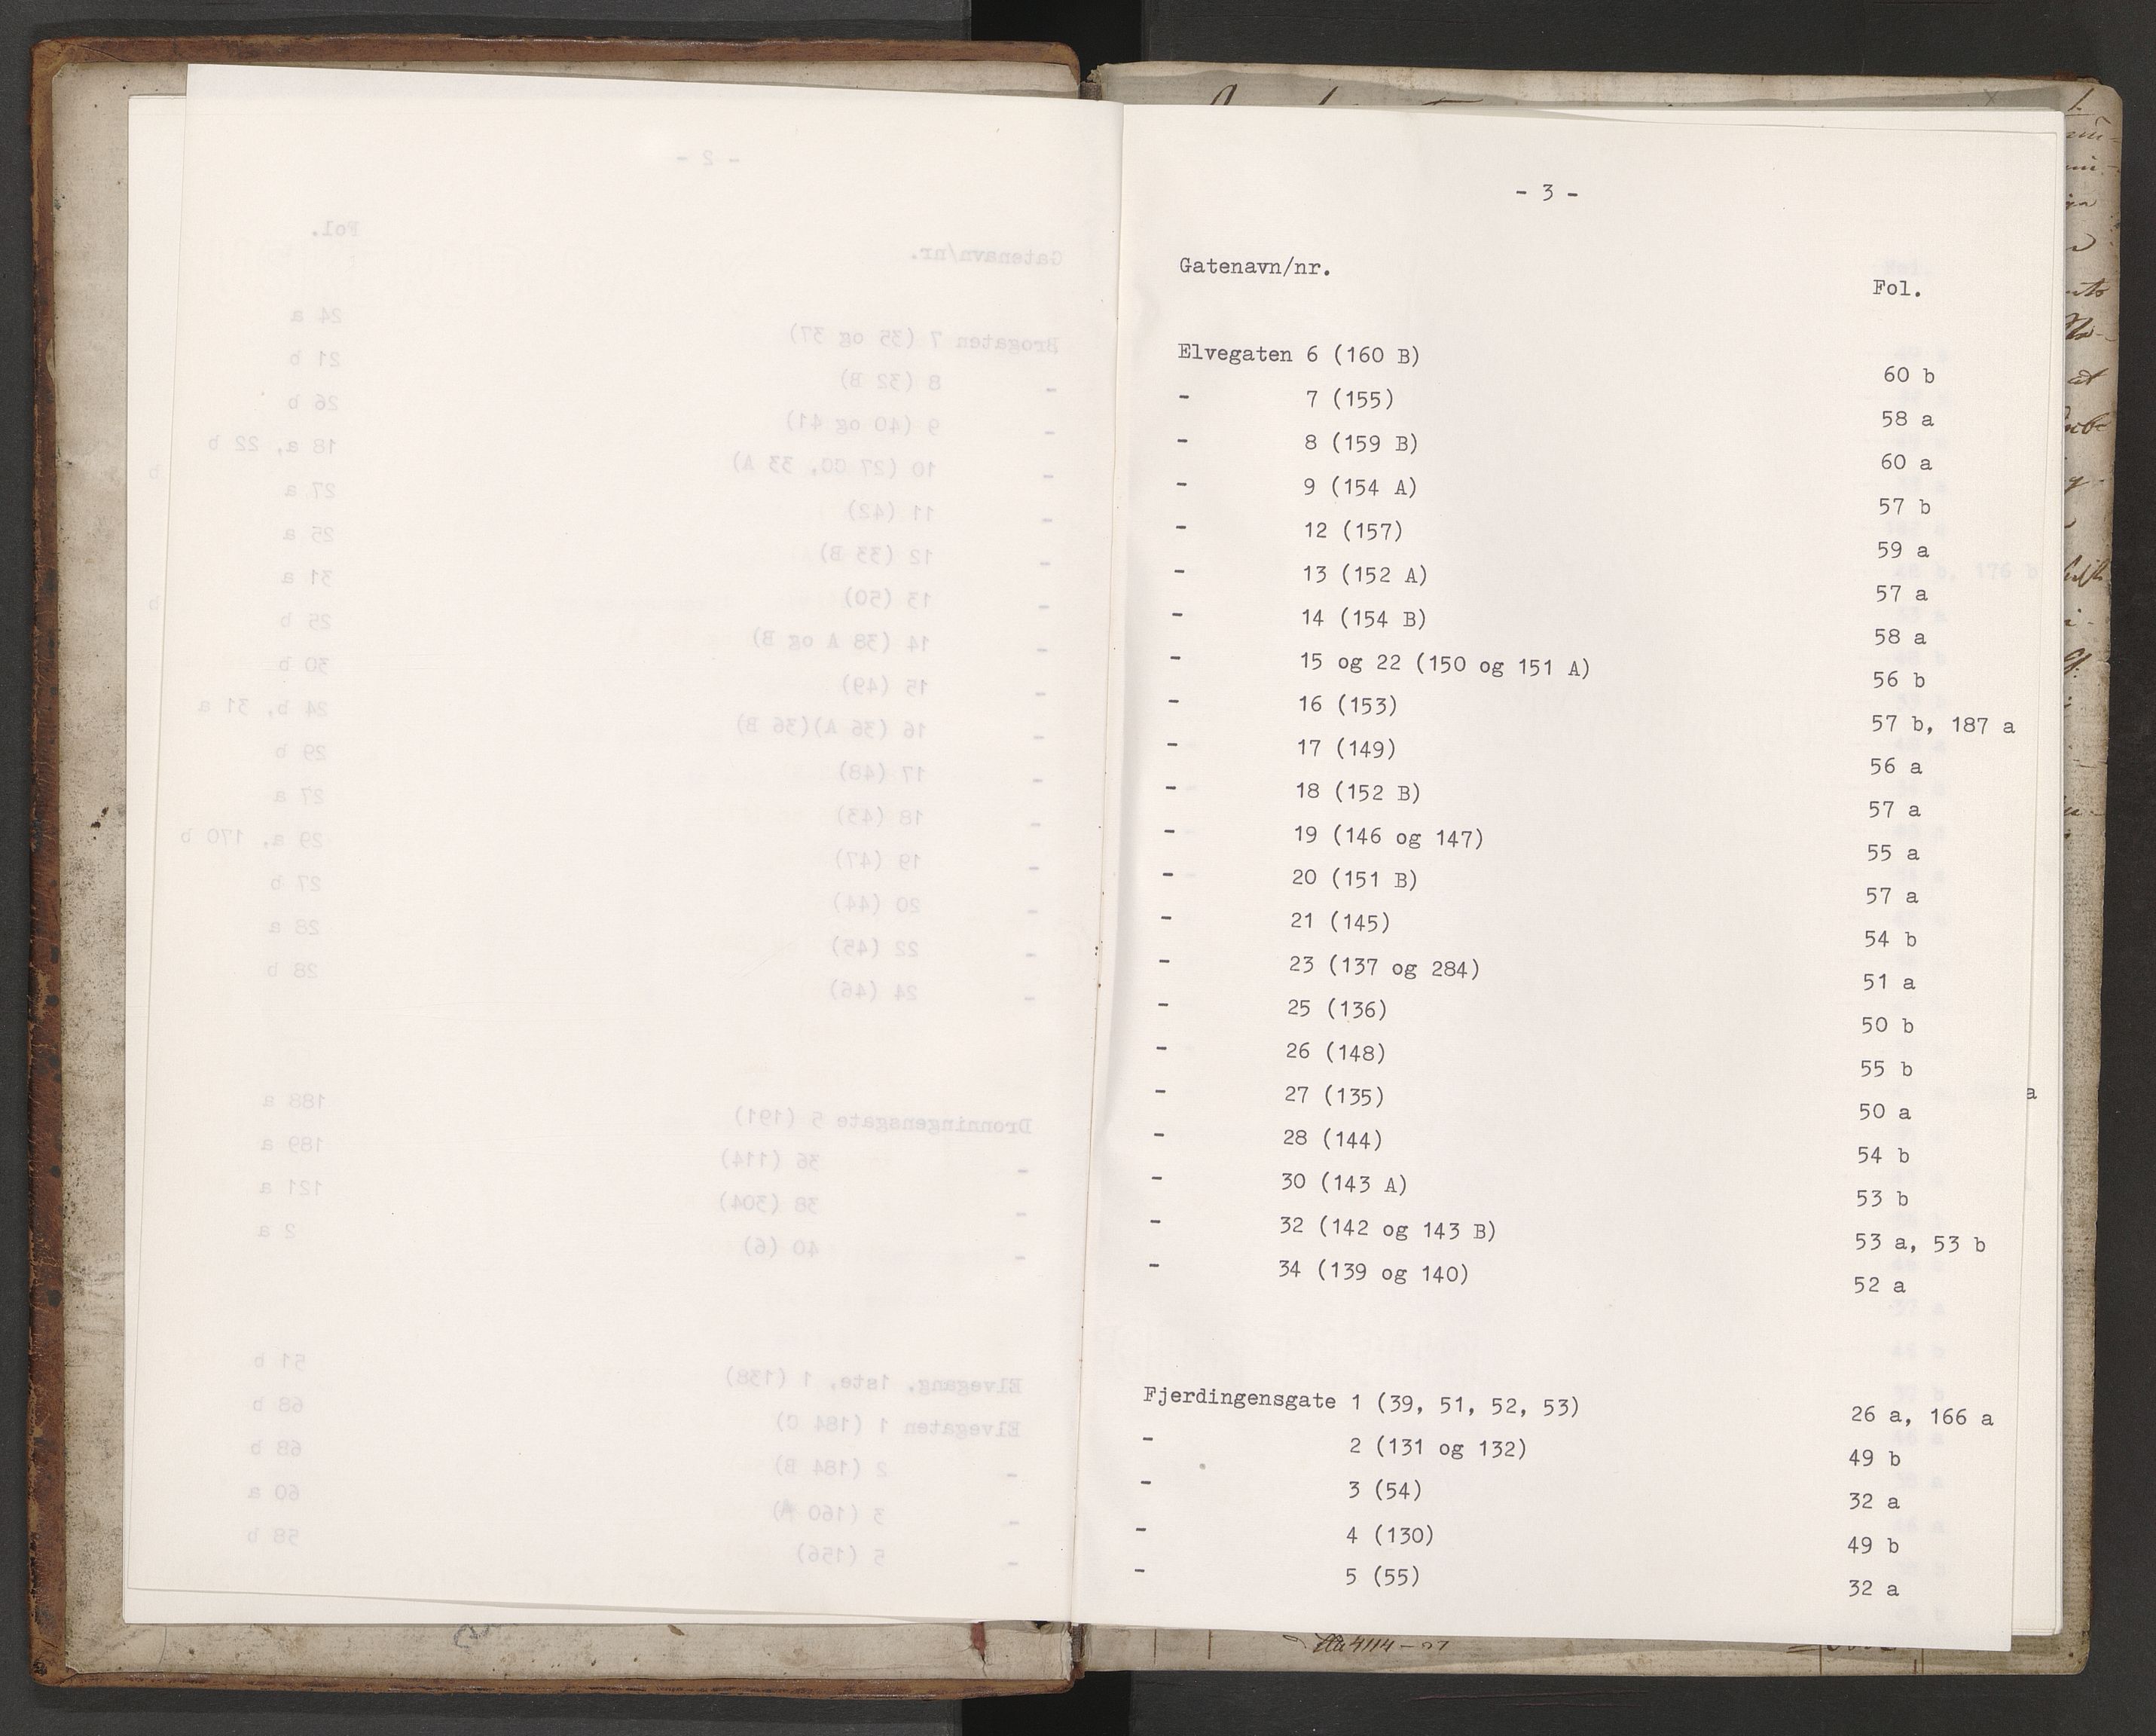 - 3 -
Gatenavn/nr. Fol.
Elvegaten 6 (160 B) 60 b
- 7 (155) 58 a
- 8 (159 B) 60 a
- 9 (154 A) 57 b
- 12 (157) 59 a
- 13 (152 A) 57 a
- 14 (154 B) 58 a
- 15 og 22 (150 og 151 A) 56 b
- 16 (153) 57 b, 187 a
- 17 (149) 56 a
- 18 (152 B) 57 a
- 19 (146 og 147) 55 a
- 20 (151 B) 57 a
- 21 (145) 54 b
- 23 (137 og 284) 51 a
- 25 (136) 50 b
- 26 (148) 55 b
- 27 (135) 50 a
- 28 (144) 54 b
- 30 (143 A) 53 b
- 32 (142 og 143 B) 53 a, 53 b
- 34 (139 og 140) 52 a
Fjerdingensgate 1 (39, 51, 52, 53) 26 a, 166 a
- 2 (131 og 132) 49 b
- 3 (54) 32 a
- 4 (130) 49 b
- 5 (55) 32 a